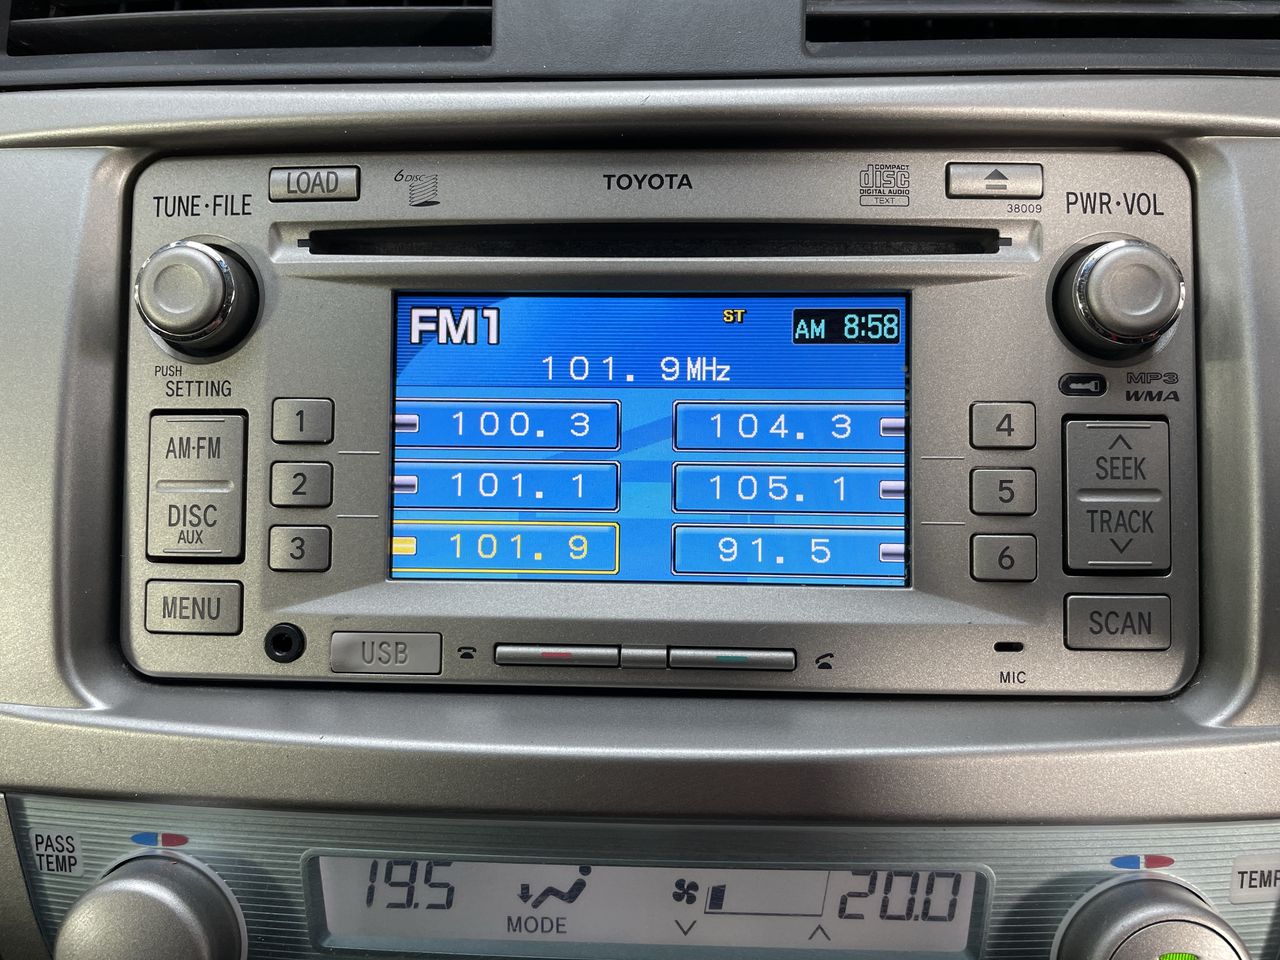 LOAD
6DISC
TOYOTA
COMPACT
disc
DIGITAL AUDIO
TEXT
38009
TUNE·FILE
PWR·VOL
FM1
ST
AM 8:58
101.9MHz
PUSH
SETTING
MP3
WMA
1
100.3
104.3
4
AM·FM
SEEK
2
101.1
105.1
5
DISC
AUX
TRACK
3
101.9
91.5
6
MENU
SCAN
USB
MIC
PASS
TEMP
19.5
MODE
20.0
TEMP